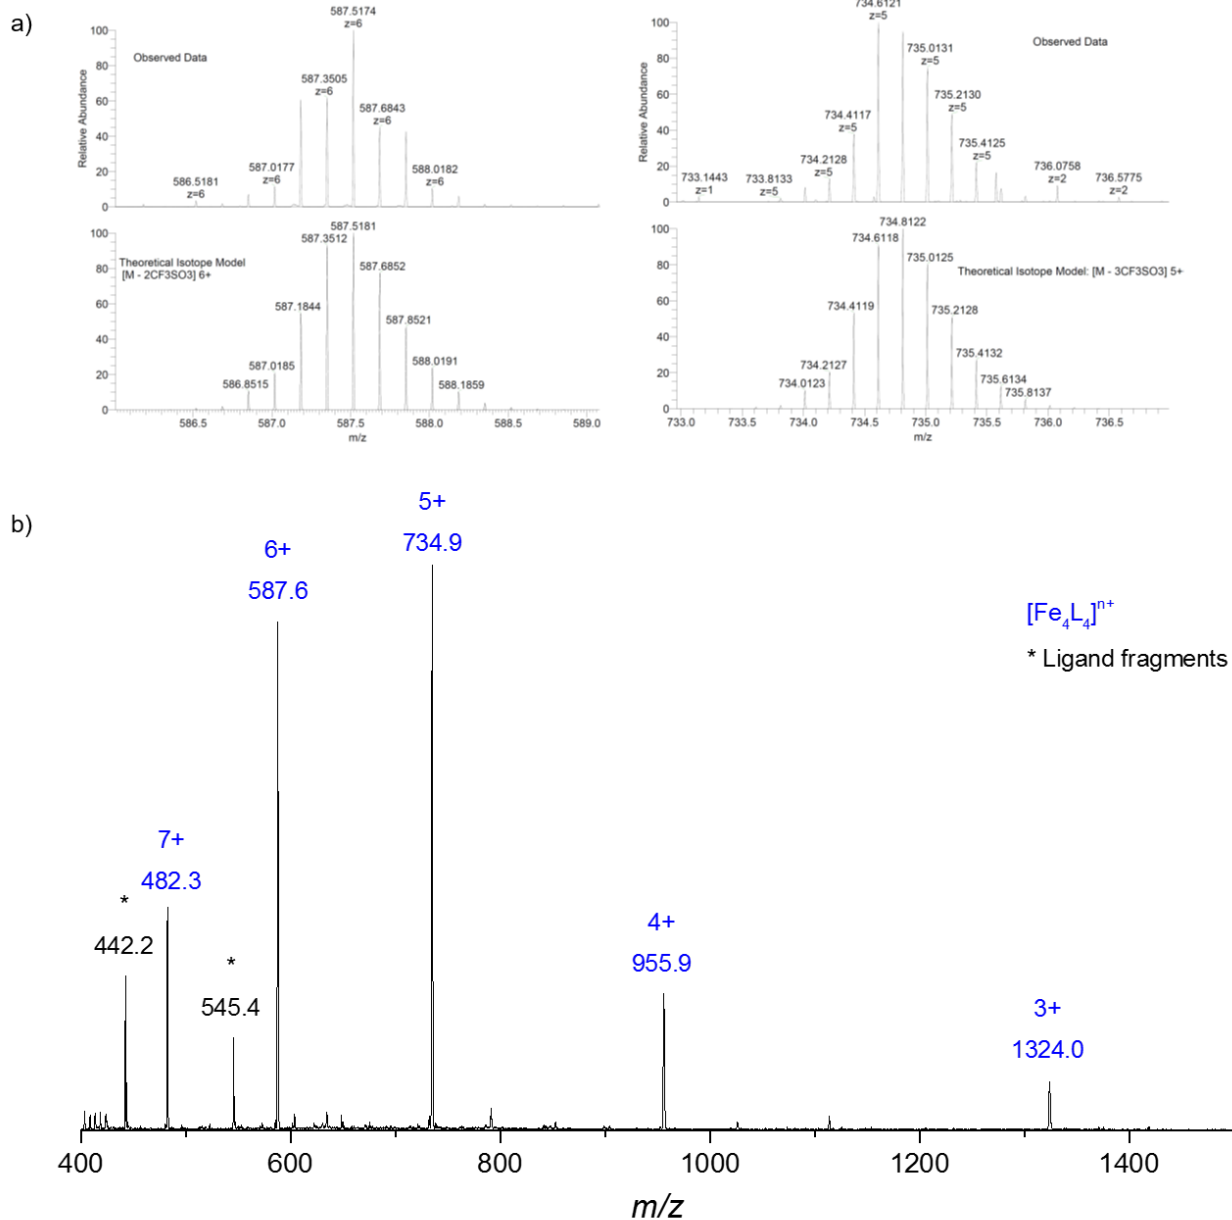 a)
587.5174
z=6
100
Observed Data
80
587.3505
z=6
Relative Abundance
60
587.6843
z=6
40
587.0177
z=6
588.0182
z=6
20
586.5181
z=6
0
100
587.5181
587.3512
Theoretical Isotope Model
[M - 2CF3SO3] 6+
80
587.6852
60
587.1844
587.8521
40
588.0191
20
587.0185
586.8515
588.1859
0
586.5 587.0 587.5 588.0 588.5 589.0
m/z
734.6121
z=5
100
Observed Data
735.0131
z=5
80
Relative Abundance
60
735.2130
z=5
734.4117
z=5
40
735.4125
z=5
734.2128
z=5
20
733.1443
z=1
733.8133
z=5
736.0758
z=2
736.5775
z=2
0
100
734.8122
734.6118
735.0125
Theoretical Isotope Model: [M - 3CF3SO3] 5+
80
60
734.4119
735.2128
40
735.4132
20
734.2127
734.0123
735.6134
735.8137
0
733.0 733.5 734.0 734.5 735.0 735.5 736.0 736.5
m/z
b)
5+
734.9
6+
587.6
[Fe4L4]n+
* Ligand fragments
7+
482.3
*
442.2
*
545.4
4+
955.9
3+
1324.0
400 600 800 1000 1200 1400
m/z